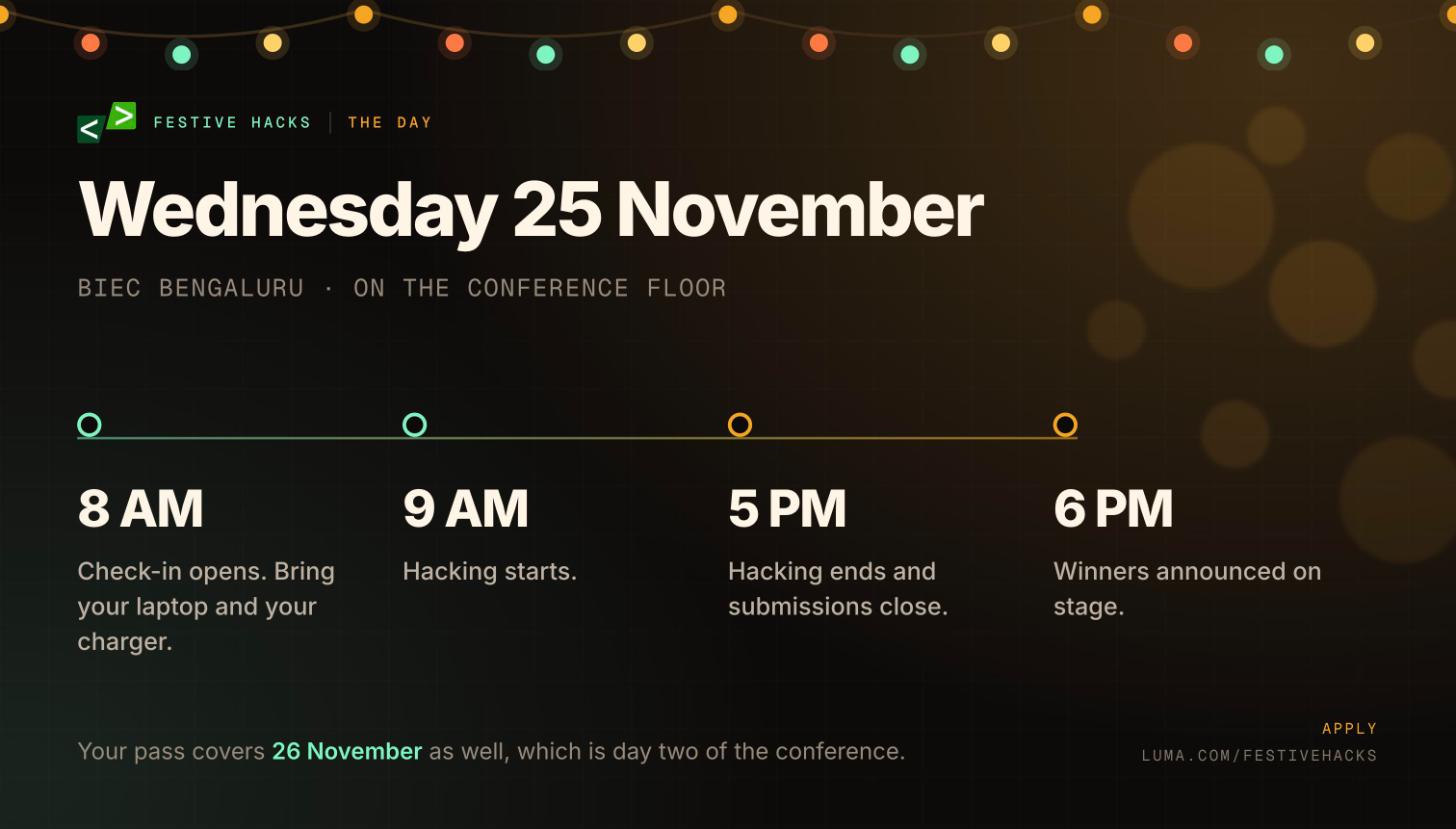 < >
FESTIVE HACKS | THE DAY
Wednesday 25 November
BIEC BENGALURU · ON THE CONFERENCE FLOOR
8 AM
Check-in opens. Bring
your laptop and your
charger.
9 AM
Hacking starts.
5 PM
Hacking ends and
submissions close.
6 PM
Winners announced on
stage.
Your pass covers 26 November as well, which is day two of the conference.
APPLY
LUMA.COM/FESTIVEHACKS